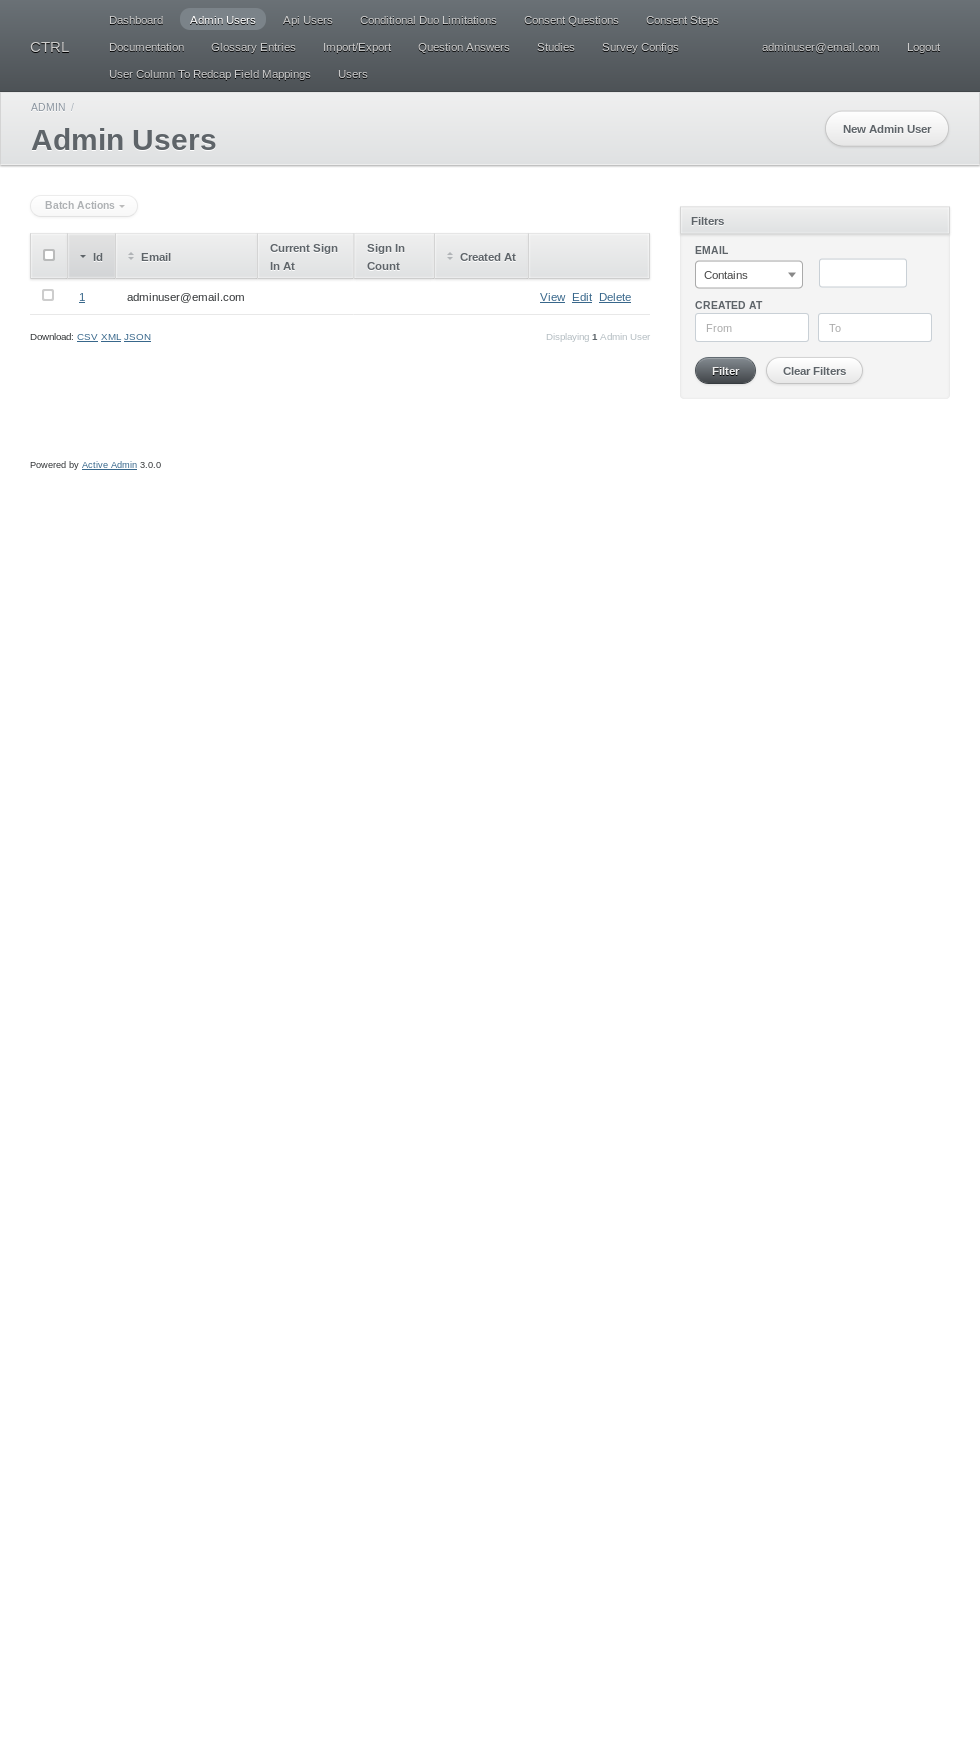 Dashboard Admin Users Api Users Conditional Duo Limitations Consent Questions Consent Steps
CTRL Documentation Glossary Entries Import/Export Question Answers Studies Survey Configs adminuser@email.com Logout
User Column To Redcap Field Mappings Users
ADMIN /
Admin Users
New Admin User
Batch Actions
Id Email Current Sign In At Sign In Count Created At
1 adminuser@email.com View Edit Delete
Download: CSV XML JSON Displaying 1 Admin User
Filters
EMAIL
Contains
CREATED AT
From To
Filter Clear Filters
Powered by Active Admin 3.0.0